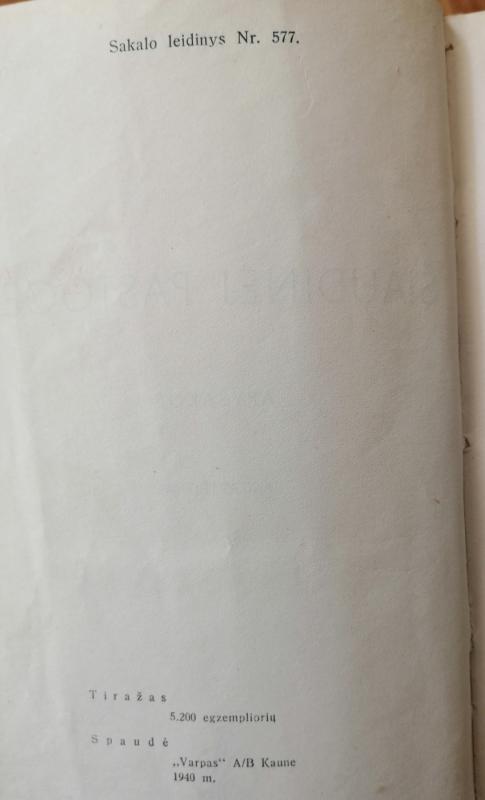 Sakalo leidinys Nr. 577.
Tiražas
5.200 egzempliorių
Spaudė
„Varpas“ A/B Kaune
1940 m.